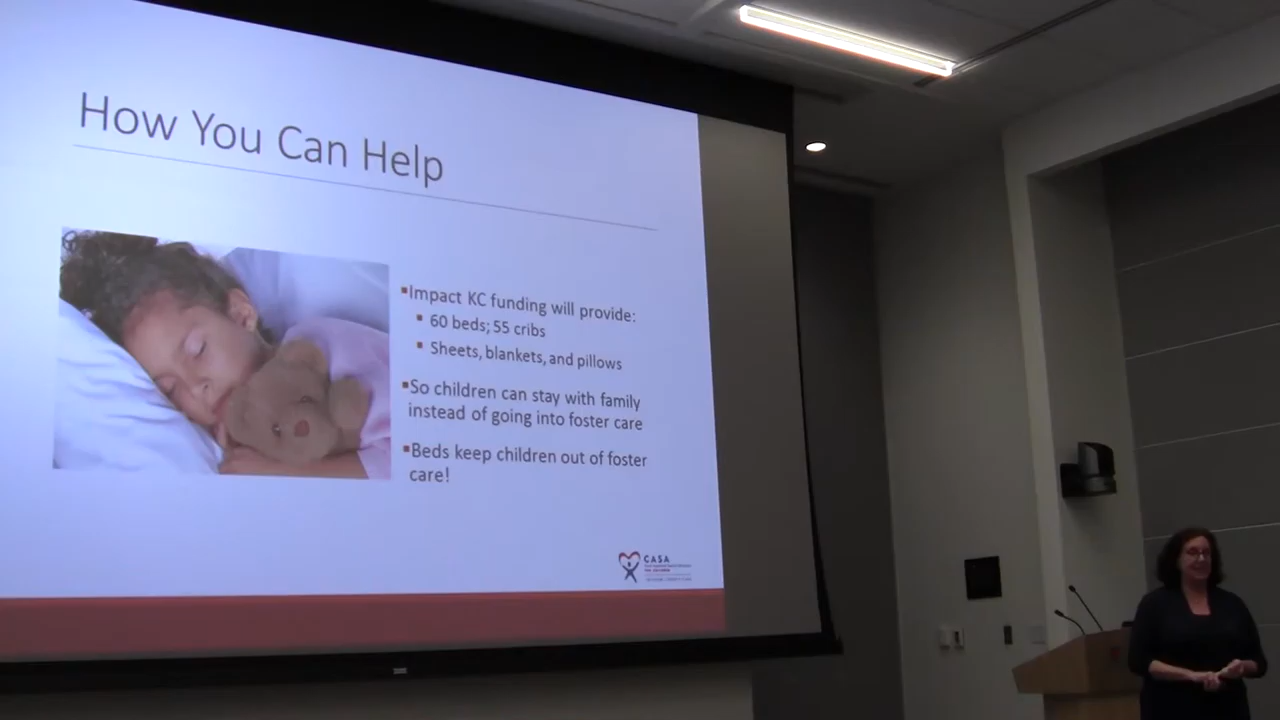 How You Can Help
Impact KC funding will provide:
60 beds; 55 cribs
Sheets, blankets, and pillows
So children can stay with family
instead of going into foster care
Beds keep children out of foster
care!
CASA